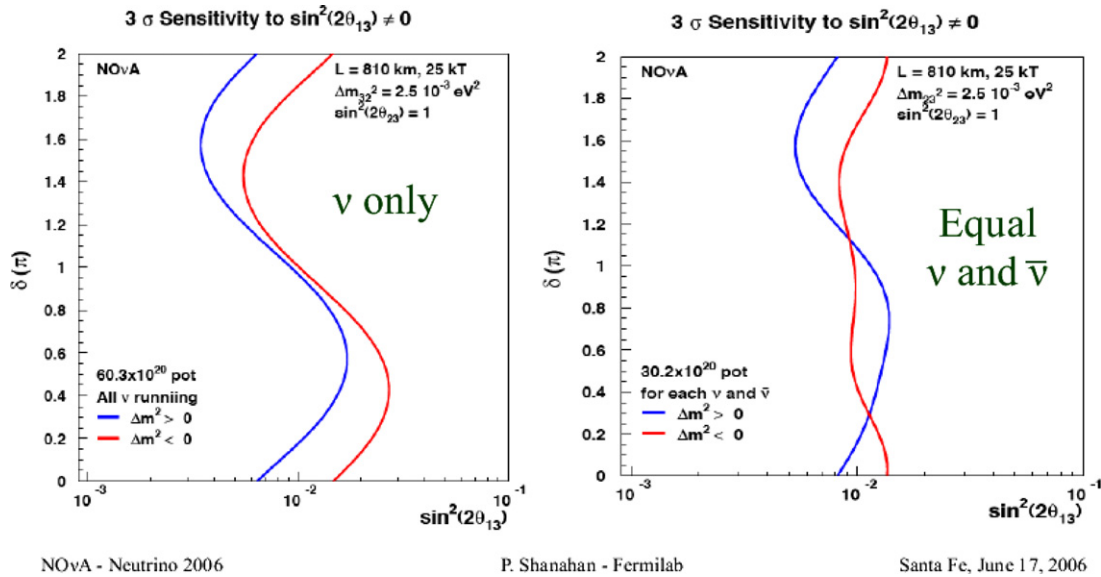 3 σ Sensitivity to sin²(2θ₁₃) ≠ 0
NOνA
L = 810 km, 25 kT
Δm₃₂² = 2.5 10⁻³ eV²
sin²(2θ₂₃) = 1
ν only
60.3x10²⁰ pot
All ν runniing
Δm² > 0
Δm² < 0
δ (π)
2
1.8
1.6
1.4
1.2
1
0.8
0.6
0.4
0.2
0
10⁻³
10⁻²
10⁻¹
sin²(2θ₁₃)
3 σ Sensitivity to sin²(2θ₁₃) ≠ 0
NOνA
L = 810 km, 25 kT
Δm₂₃² = 2.5 10⁻³ eV²
sin²(2θ₂₃) = 1
Equal
ν and ν̅
30.2x10²⁰ pot
for each ν and ν̅
Δm² > 0
Δm² < 0
δ (π)
2
1.8
1.6
1.4
1.2
1
0.8
0.6
0.4
0.2
0
10⁻³
10⁻²
10⁻¹
sin²(2θ₁₃)
NOνA - Neutrino 2006
P. Shanahan - Fermilab
Santa Fe, June 17, 2006